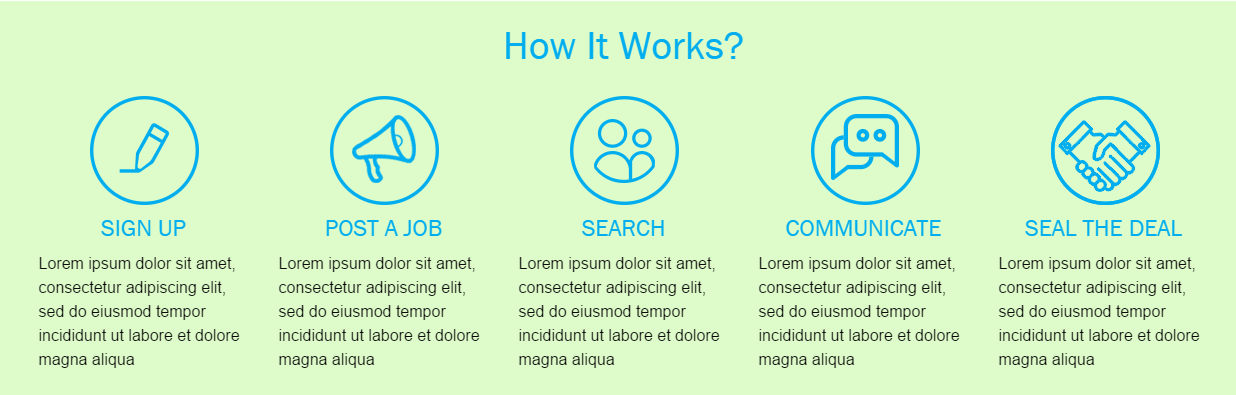 How It Works?
SIGN UP
Lorem ipsum dolor sit amet,
consectetur adipiscing elit,
sed do eiusmod tempor
incididunt ut labore et dolore
magna aliqua
POST A JOB
Lorem ipsum dolor sit amet,
consectetur adipiscing elit,
sed do eiusmod tempor
incididunt ut labore et dolore
magna aliqua
SEARCH
Lorem ipsum dolor sit amet,
consectetur adipiscing elit,
sed do eiusmod tempor
incididunt ut labore et dolore
magna aliqua
COMMUNICATE
Lorem ipsum dolor sit amet,
consectetur adipiscing elit,
sed do eiusmod tempor
incididunt ut labore et dolore
magna aliqua
SEAL THE DEAL
Lorem ipsum dolor sit amet,
consectetur adipiscing elit,
sed do eiusmod tempor
incididunt ut labore et dolore
magna aliqua